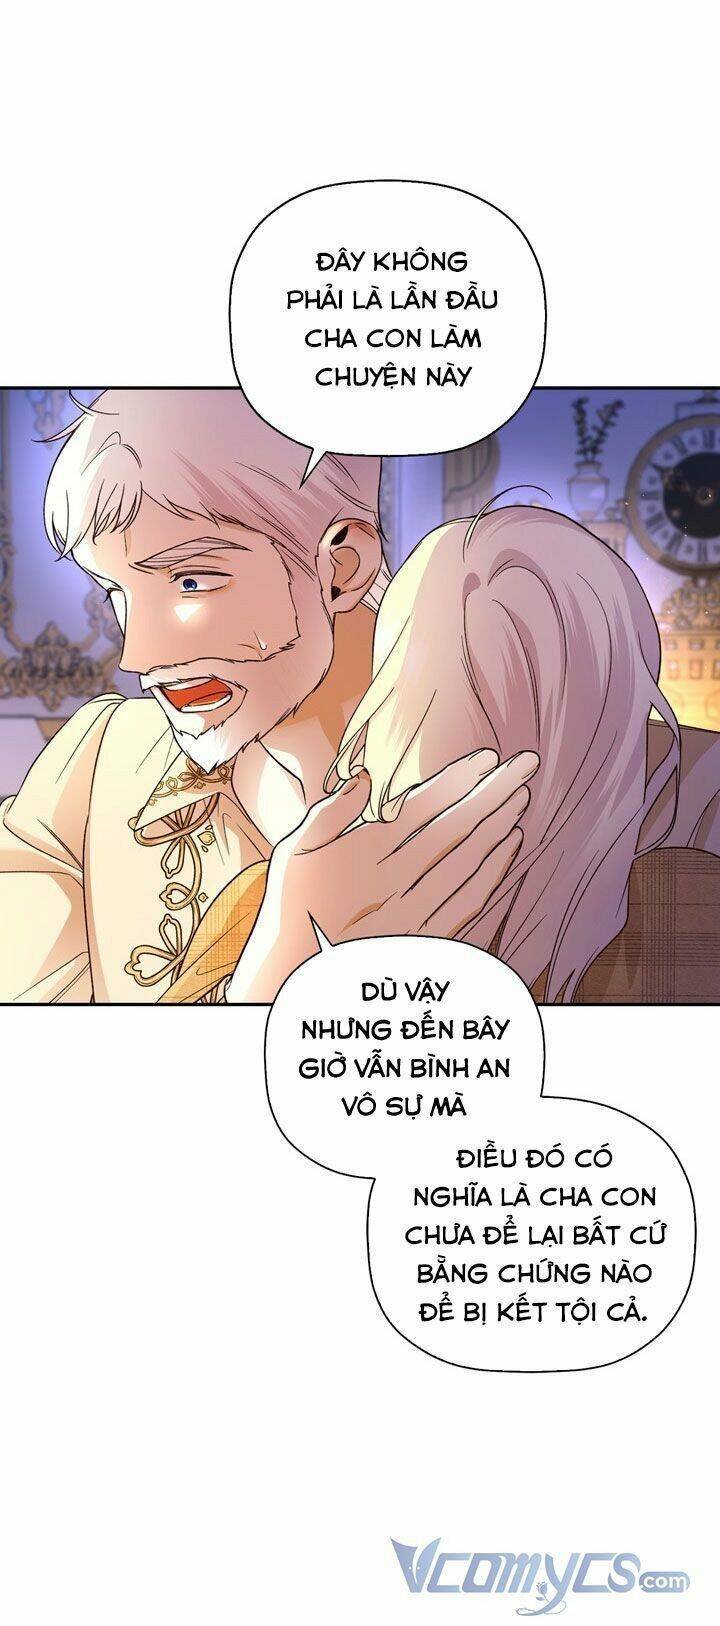 ĐÂY KHÔNG
PHẢI LÀ LẦN ĐẦU
CHA CON LÀM
CHUYỆN NÀY
DÙ VẬY
NHƯNG ĐẾN BÂY
GIỜ VẪN BÌNH AN
VÔ SỰ MÀ
ĐIỀU ĐÓ CÓ
NGHĨA LÀ CHA CON
CHƯA ĐỂ LẠI BẤT CỨ
BẰNG CHỨNG NÀO
ĐỂ BỊ KẾT TỘI CẢ.
VCOMYCS.com